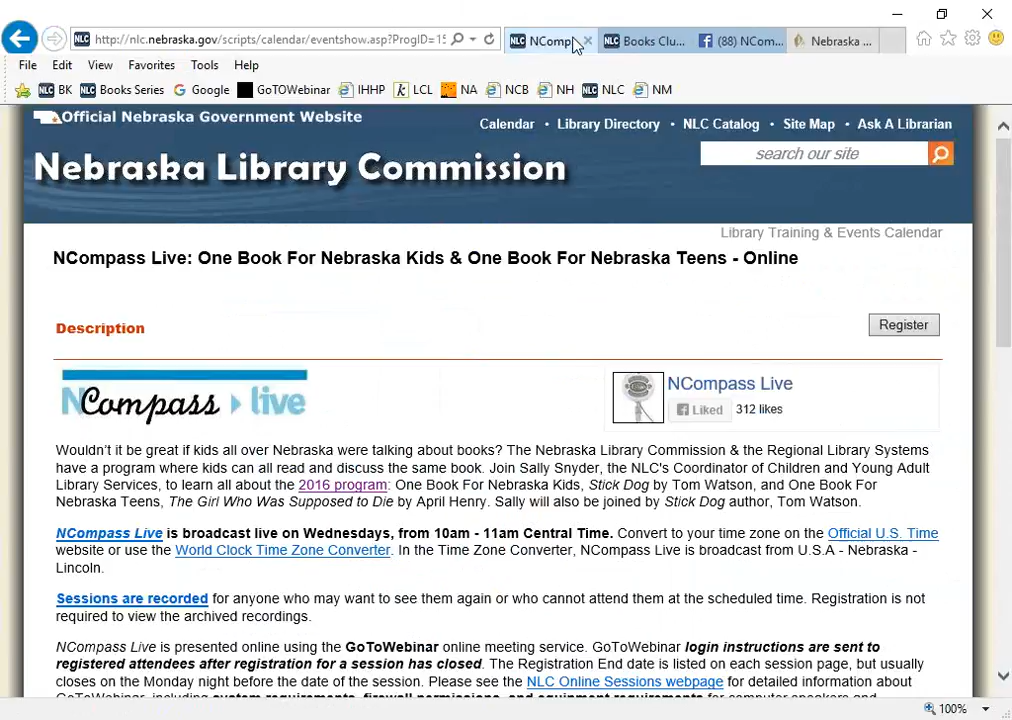 http://nlc.nebraska.gov/scripts/calendar/eventshow.asp?ProgID=15
NComp
Books Clu...
(88) NCom...
Nebraska ...
File Edit View Favorites Tools Help
BK Books Series Google GoTOWebinar IHHP LCL NA NCB NH NLC NM
Official Nebraska Government Website
Calendar • Library Directory • NLC Catalog • Site Map • Ask A Librarian
Nebraska Library Commission
search our site
Library Training & Events Calendar
NCompass Live: One Book For Nebraska Kids & One Book For Nebraska Teens - Online
Description
Register
NCompass live
NCompass Live
Liked 312 likes
Wouldn't it be great if kids all over Nebraska were talking about books? The Nebraska Library Commission & the Regional Library Systems
have a program where kids can all read and discuss the same book. Join Sally Snyder, the NLC's Coordinator of Children and Young Adult
Library Services, to learn all about the 2016 program: One Book For Nebraska Kids, Stick Dog by Tom Watson, and One Book For
Nebraska Teens, The Girl Who Was Supposed to Die by April Henry. Sally will also be joined by Stick Dog author, Tom Watson.
NCompass Live is broadcast live on Wednesdays, from 10am - 11am Central Time. Convert to your time zone on the Official U.S. Time
website or use the World Clock Time Zone Converter. In the Time Zone Converter, NCompass Live is broadcast from U.S.A - Nebraska -
Lincoln.
Sessions are recorded for anyone who may want to see them again or who cannot attend them at the scheduled time. Registration is not
required to view the archived recordings.
NCompass Live is presented online using the GoToWebinar online meeting service. GoToWebinar login instructions are sent to
registered attendees after registration for a session has closed. The Registration End date is listed on each session page, but usually
closes on the Monday night before the date of the session. Please see the NLC Online Sessions webpage for detailed information about
GoToWebinar, including system requirements, firewall permissions, and equipment requirements for computer speakers and
100%